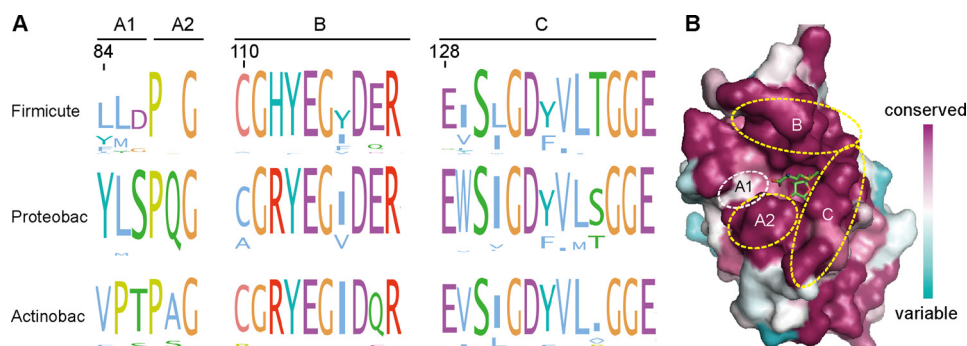 A
A1 A2 B C
84 110 128
Firmicute
LLDP G CGHYEGYDER EISLGDYVLTGGE
Proteobac
YLSPQG CGRYEGIDER EWSIGDYVLSGGE
Actinobac
VPTPAG CGRYEGIDQR EVSIGDYVL.GGE
B
B
A1
A2
C
conserved
variable